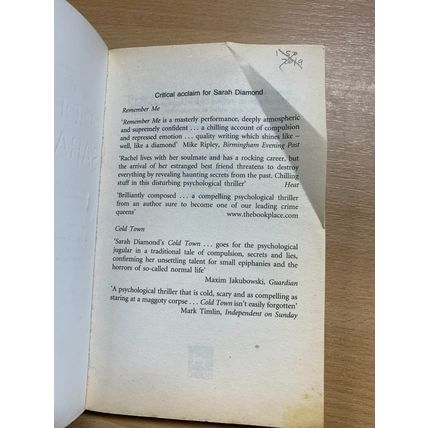 1.50
2019
Critical acclaim for Sarah Diamond
Remember Me
'Remember Me is a masterly performance, deeply atmospheric
and supremely confident . . . a chilling account of compulsion
and repressed emotion . . . quality writing which shines like –
well, like a diamond' Mike Ripley, Birmingham Evening Post
'Rachel lives with her soulmate and has a rocking career, but
the arrival of her estranged best friend threatens to destroy
everything by revealing haunting secrets from the past. Chilling
stuff in this disturbing psychological thriller' Heat
'Brilliantly composed . . . a compelling psychological thriller
from an author sure to become one of our leading crime
queens' www.thebookplace.com
Cold Town
'Sarah Diamond's Cold Town . . . goes for the psychological
jugular in a traditional tale of compulsion, secrets and lies,
confirming her unsettling talent for small epiphanies and the
horrors of so-called normal life'
Maxim Jakubowski, Guardian
'A psychological thriller that is cold, scary and as compelling as
staring at a maggoty corpse . . . Cold Town isn't easily forgotten'
Mark Timlin, Independent on Sunday